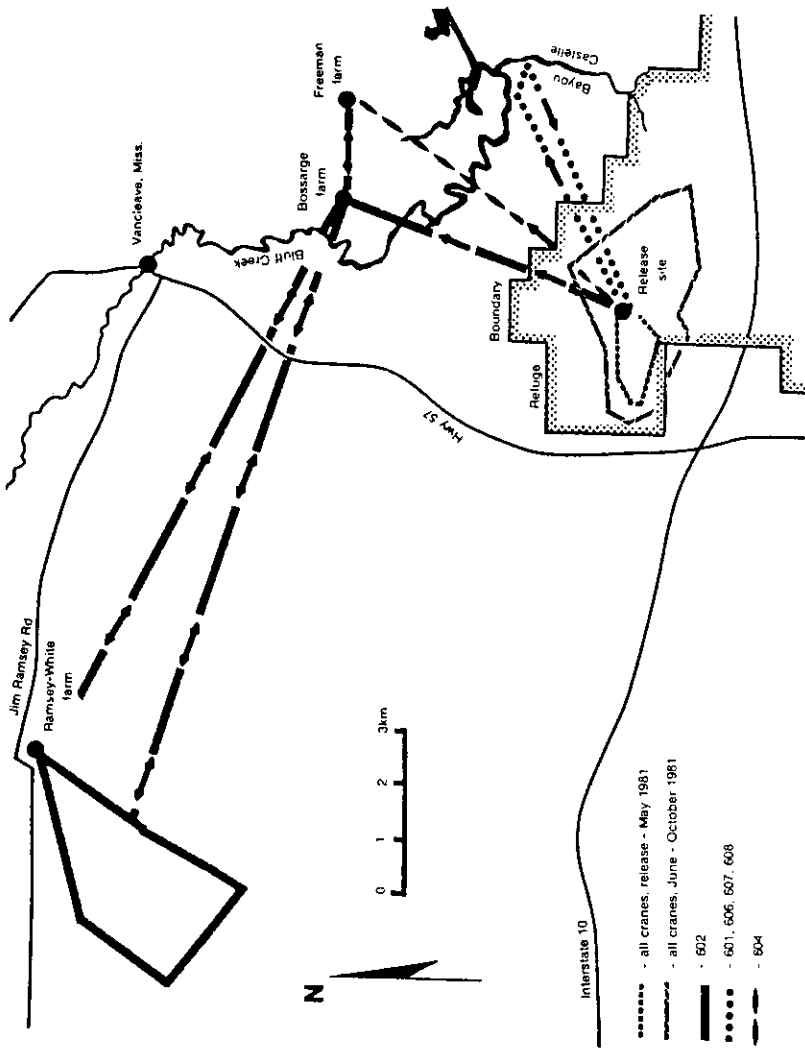 Vancleave, Miss.
Jim Ramsey Rd
Ramsey-White
farm
Bluff Creek
Bossarge
farm
Freeman
farm
Bayou
Castelle
Boundary
Refuge
Release
site
Hwy 57
N
0 1 2 3km
Interstate 10
- all cranes, release - May 1981
- all cranes, June - October 1981
- 602
- 601, 606, 607, 608
- 604